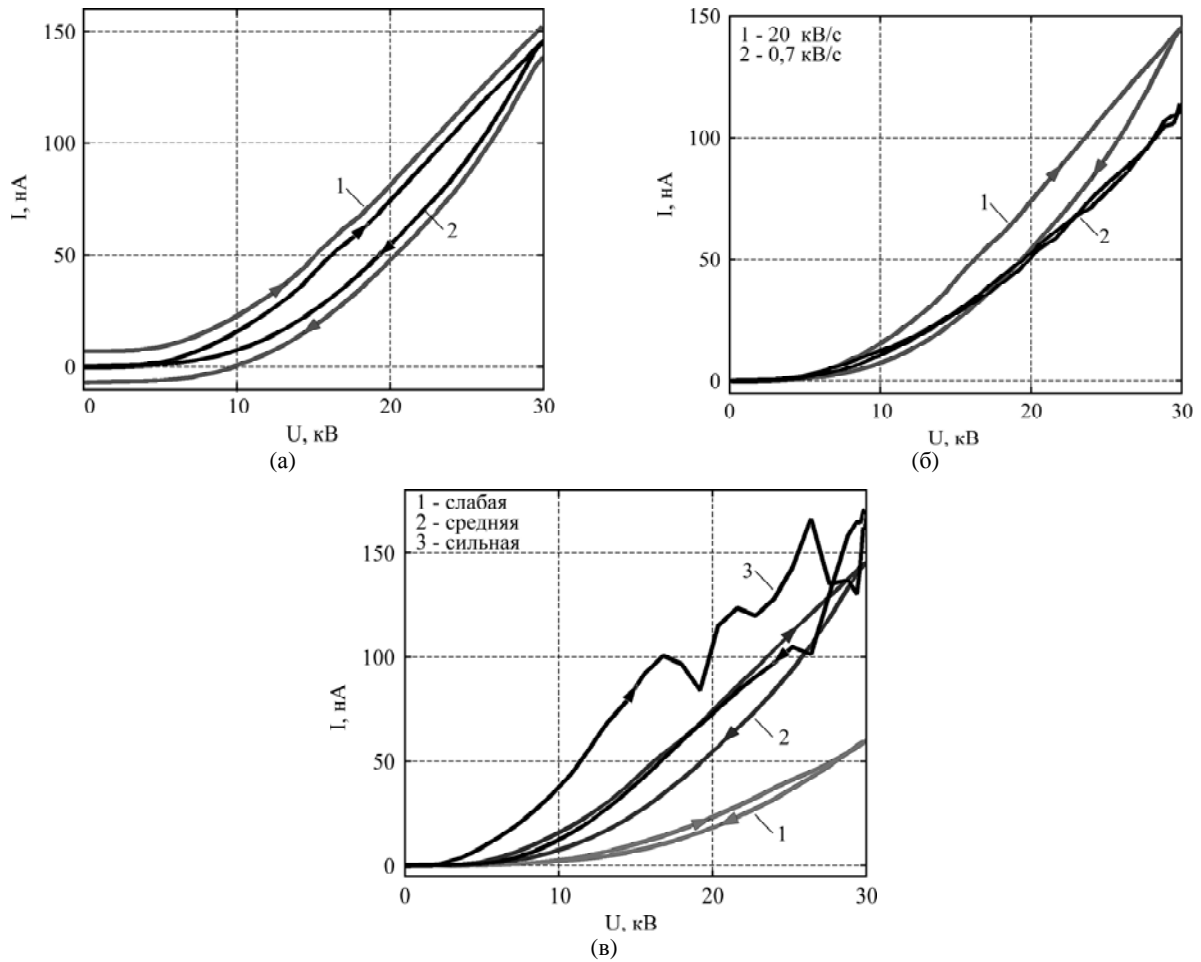 150
100
50
0
I, нА
1
2
0
10
20
30
U, кВ
(а)
1 - 20 кВ/с
2 - 0,7 кВ/с
150
100
50
0
I, нА
1
2
0
10
20
30
U, кВ
(б)
1 - слабая
2 - средняя
3 - сильная
150
100
50
0
I, нА
3
2
1
0
10
20
30
U, кВ
(в)